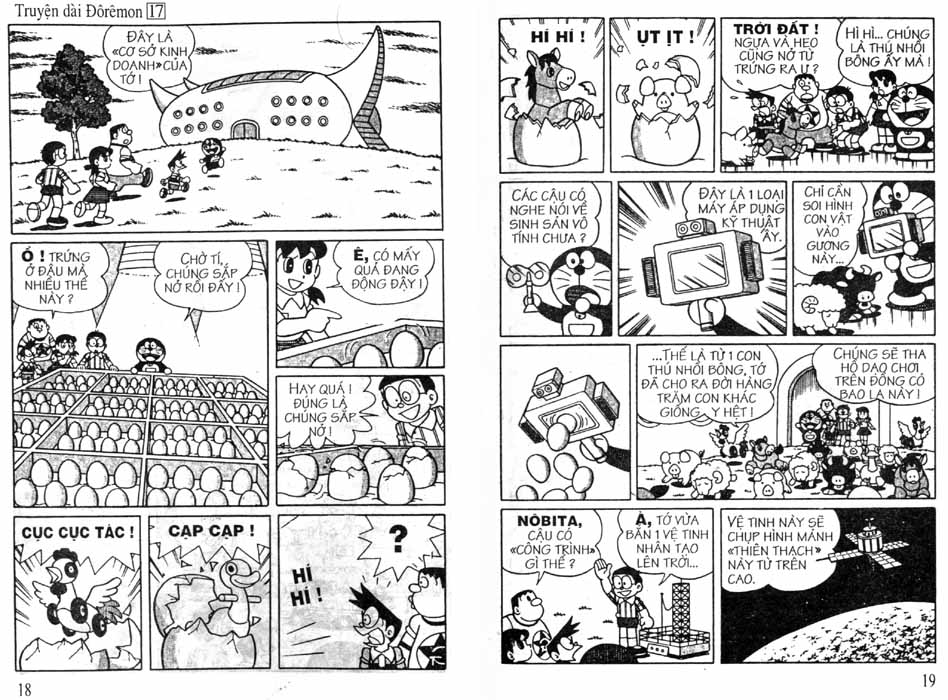 Truyện dài Đôrêmon 17
ĐÂY LÀ
«CƠ SỞ KINH
DOANH» CỦA
TỚ!
Ồ! TRỨNG
Ở ĐÂU MÀ
NHIỀU THẾ
NÀY?
CHỜ TÍ,
CHÚNG SẮP
NỞ RỒI ĐẤY!
Ê, CÓ MẤY
QUẢ ĐANG
ĐỘNG ĐẬY!
HAY QUÁ!
ĐÚNG LÀ
CHÚNG SẮP
NỞ!
CỤC CỤC TÁC!
CẠP CẠP!
HÍ
HÍ!
?
18
HÍ HÍ!
ỤT ỊT!
TRỜI ĐẤT!
NGỰA VÀ HEO
CŨNG NỞ TỪ
TRỨNG RA Ư?
HÌ HÌ... CHÚNG
LÀ THÚ NHỒI
BÔNG ẤY MÀ!
CÁC CẬU CÓ
NGHE NÓI VỀ
SINH SẢN VÔ
TÍNH CHƯA?
ĐÂY LÀ 1 LOẠI
MÁY ÁP DỤNG
KỸ THUẬT
ẤY.
CHỈ CẦN
SOI HÌNH
CON VẬT
VÀO
GƯƠNG
NÀY...
...THẾ LÀ TỪ 1 CON
THÚ NHỒI BÔNG, TỚ
ĐÃ CHO RA ĐỜI HÀNG
TRĂM CON KHÁC
GIỐNG Y HỆT!
CHÚNG SẼ THA
HỒ DẠO CHƠI
TRÊN ĐỒNG CỎ
BAO LA NÀY!
NÔBITA,
CẬU CÓ
«CÔNG TRÌNH»
GÌ THẾ?
À, TỚ VỪA
BẮN 1 VỆ TINH
NHÂN TẠO
LÊN TRỜI...
VỆ TINH NÀY SẼ
CHỤP HÌNH MẢNH
«THIÊN THẠCH»
NÀY TỪ TRÊN
CAO.
19